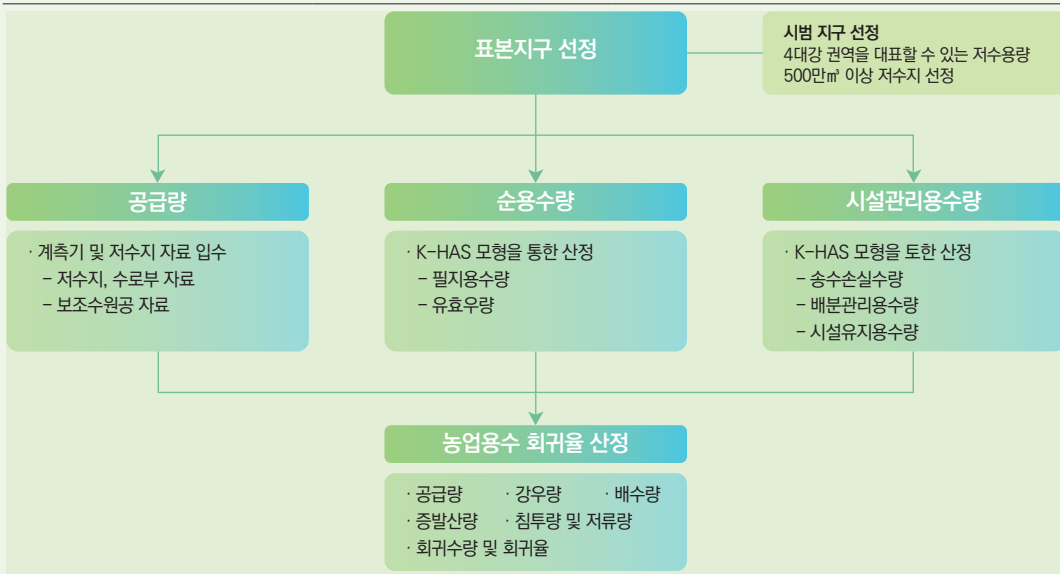 표본지구 선정
시범 지구 선정
4대강 권역을 대표할 수 있는 저수용량
500만㎥ 이상 저수지 선정
공급량
· 계측기 및 저수지 자료 입수
– 저수지, 수로부 자료
– 보조수원공 자료
순용수량
· K-HAS 모형을 통한 산정
– 필지용수량
– 유효우량
시설관리용수량
· K-HAS 모형을 토한 산정
– 송수손실수량
– 배분관리용수량
– 시설유지용수량
농업용수 회귀율 산정
· 공급량 · 강우량 · 배수량
· 증발산량 · 침투량 및 저류량
· 회귀수량 및 회귀율